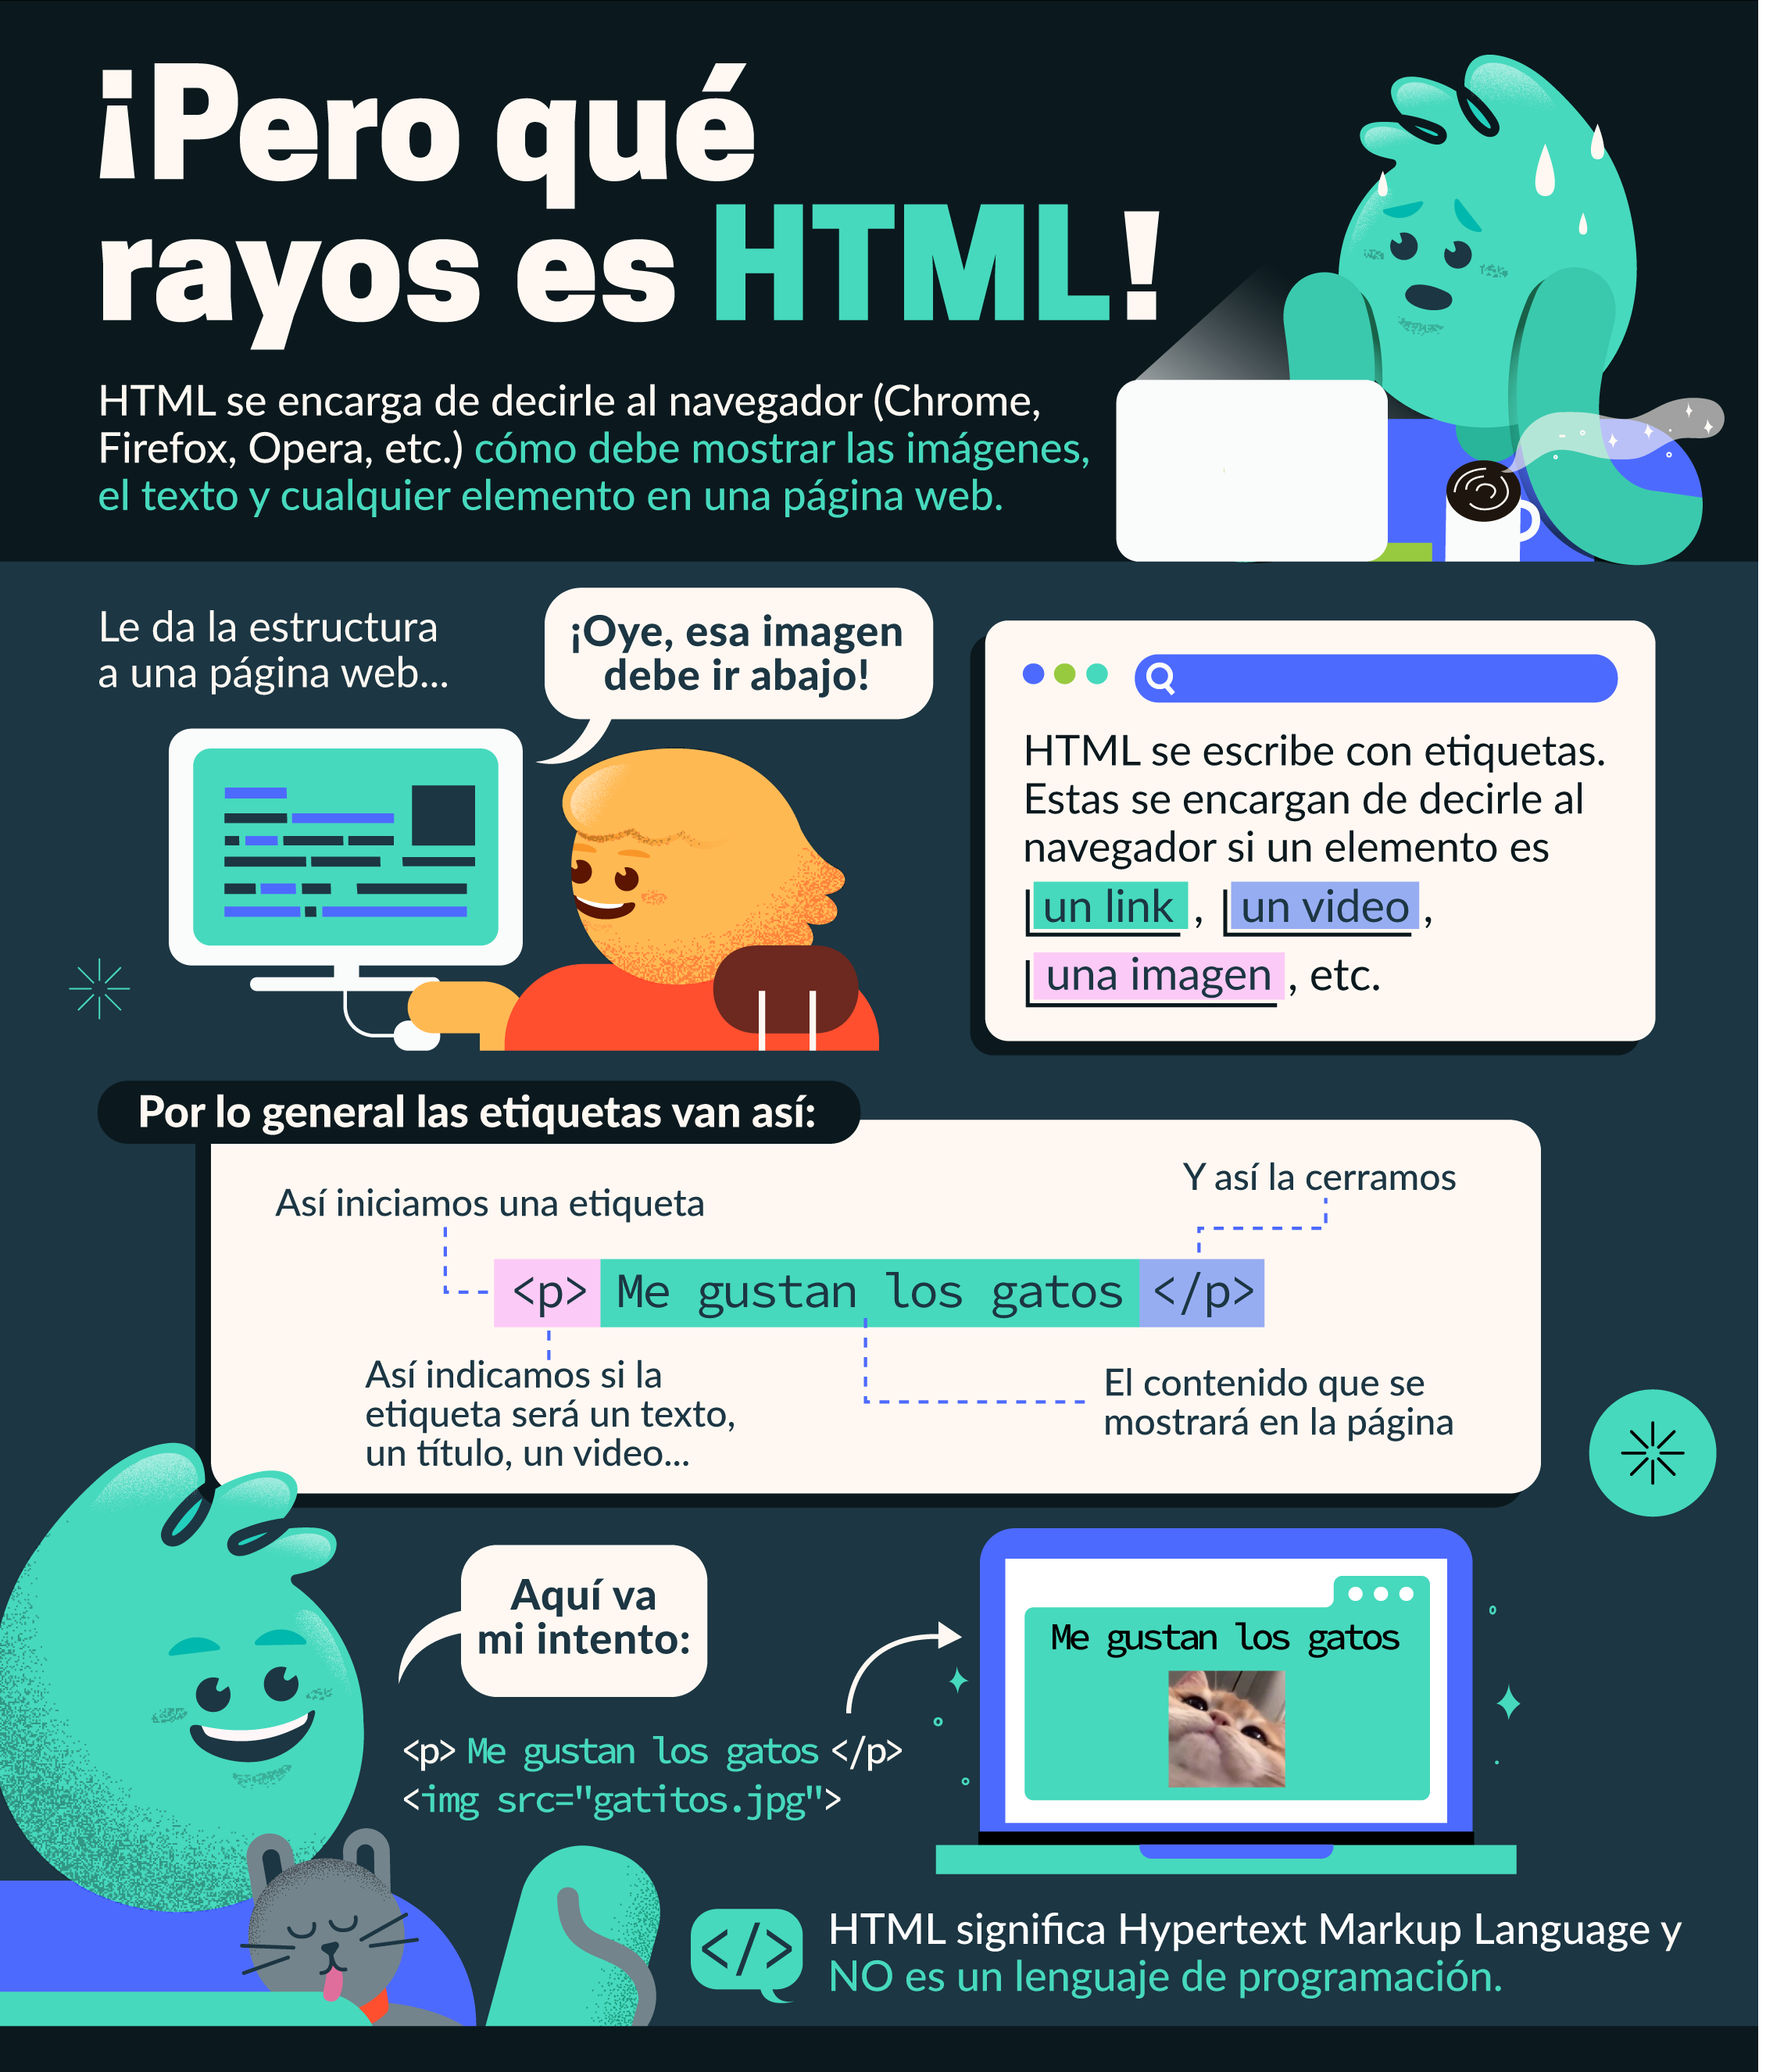 ¡Pero qué
rayos es HTML!
HTML se encarga de decirle al navegador (Chrome,
Firefox, Opera, etc.) cómo debe mostrar las imágenes,
el texto y cualquier elemento en una página web.
Le da la estructura
a una página web...
¡Oye, esa imagen
debe ir abajo!
HTML se escribe con etiquetas.
Estas se encargan de decirle al
navegador si un elemento es
un link, un video,
una imagen, etc.
Por lo general las etiquetas van así:
Así iniciamos una etiqueta
Y así la cerramos
<p> Me gustan los gatos </p>
Así indicamos si la
etiqueta será un texto,
un título, un video...
El contenido que se
mostrará en la página
Aquí va
mi intento:
<p> Me gustan los gatos </p>
<img src="gatitos.jpg">
Me gustan los gatos
</>
HTML significa Hypertext Markup Language y
NO es un lenguaje de programación.